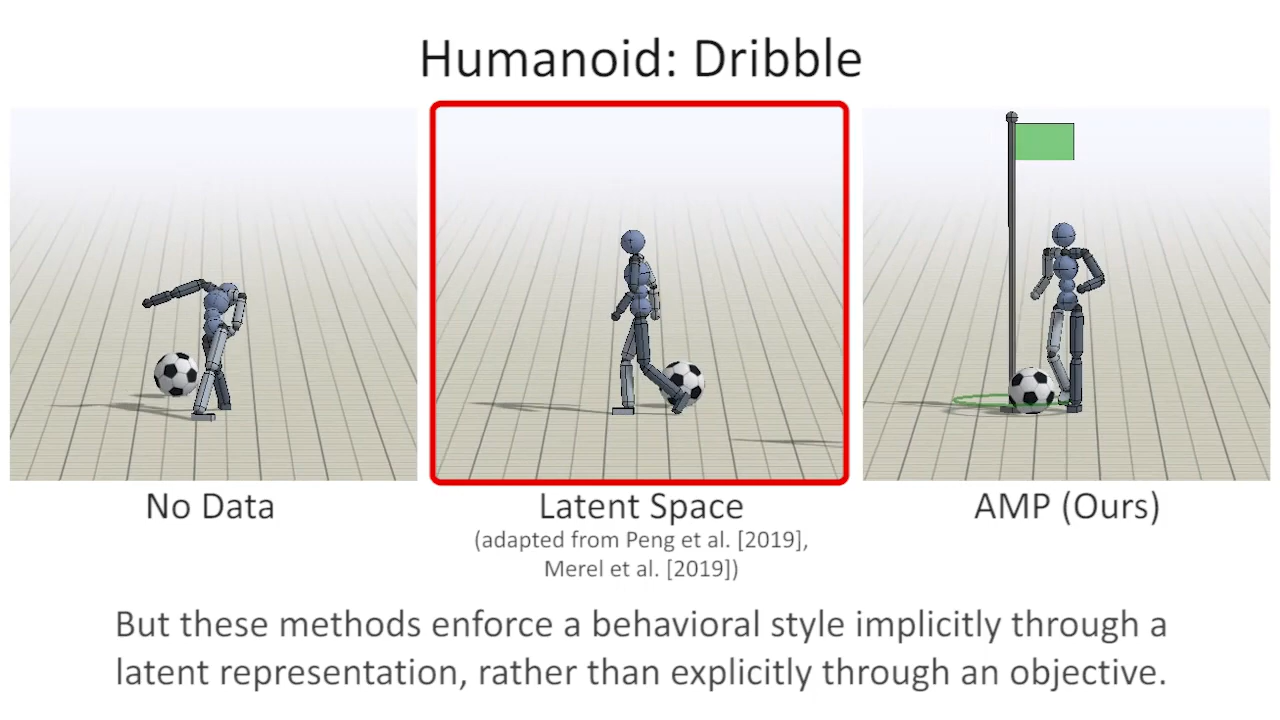 Humanoid: Dribble
No Data
Latent Space
(adapted from Peng et al. [2019],
Merel et al. [2019])
AMP (Ours)
But these methods enforce a behavioral style implicitly through a
latent representation, rather than explicitly through an objective.